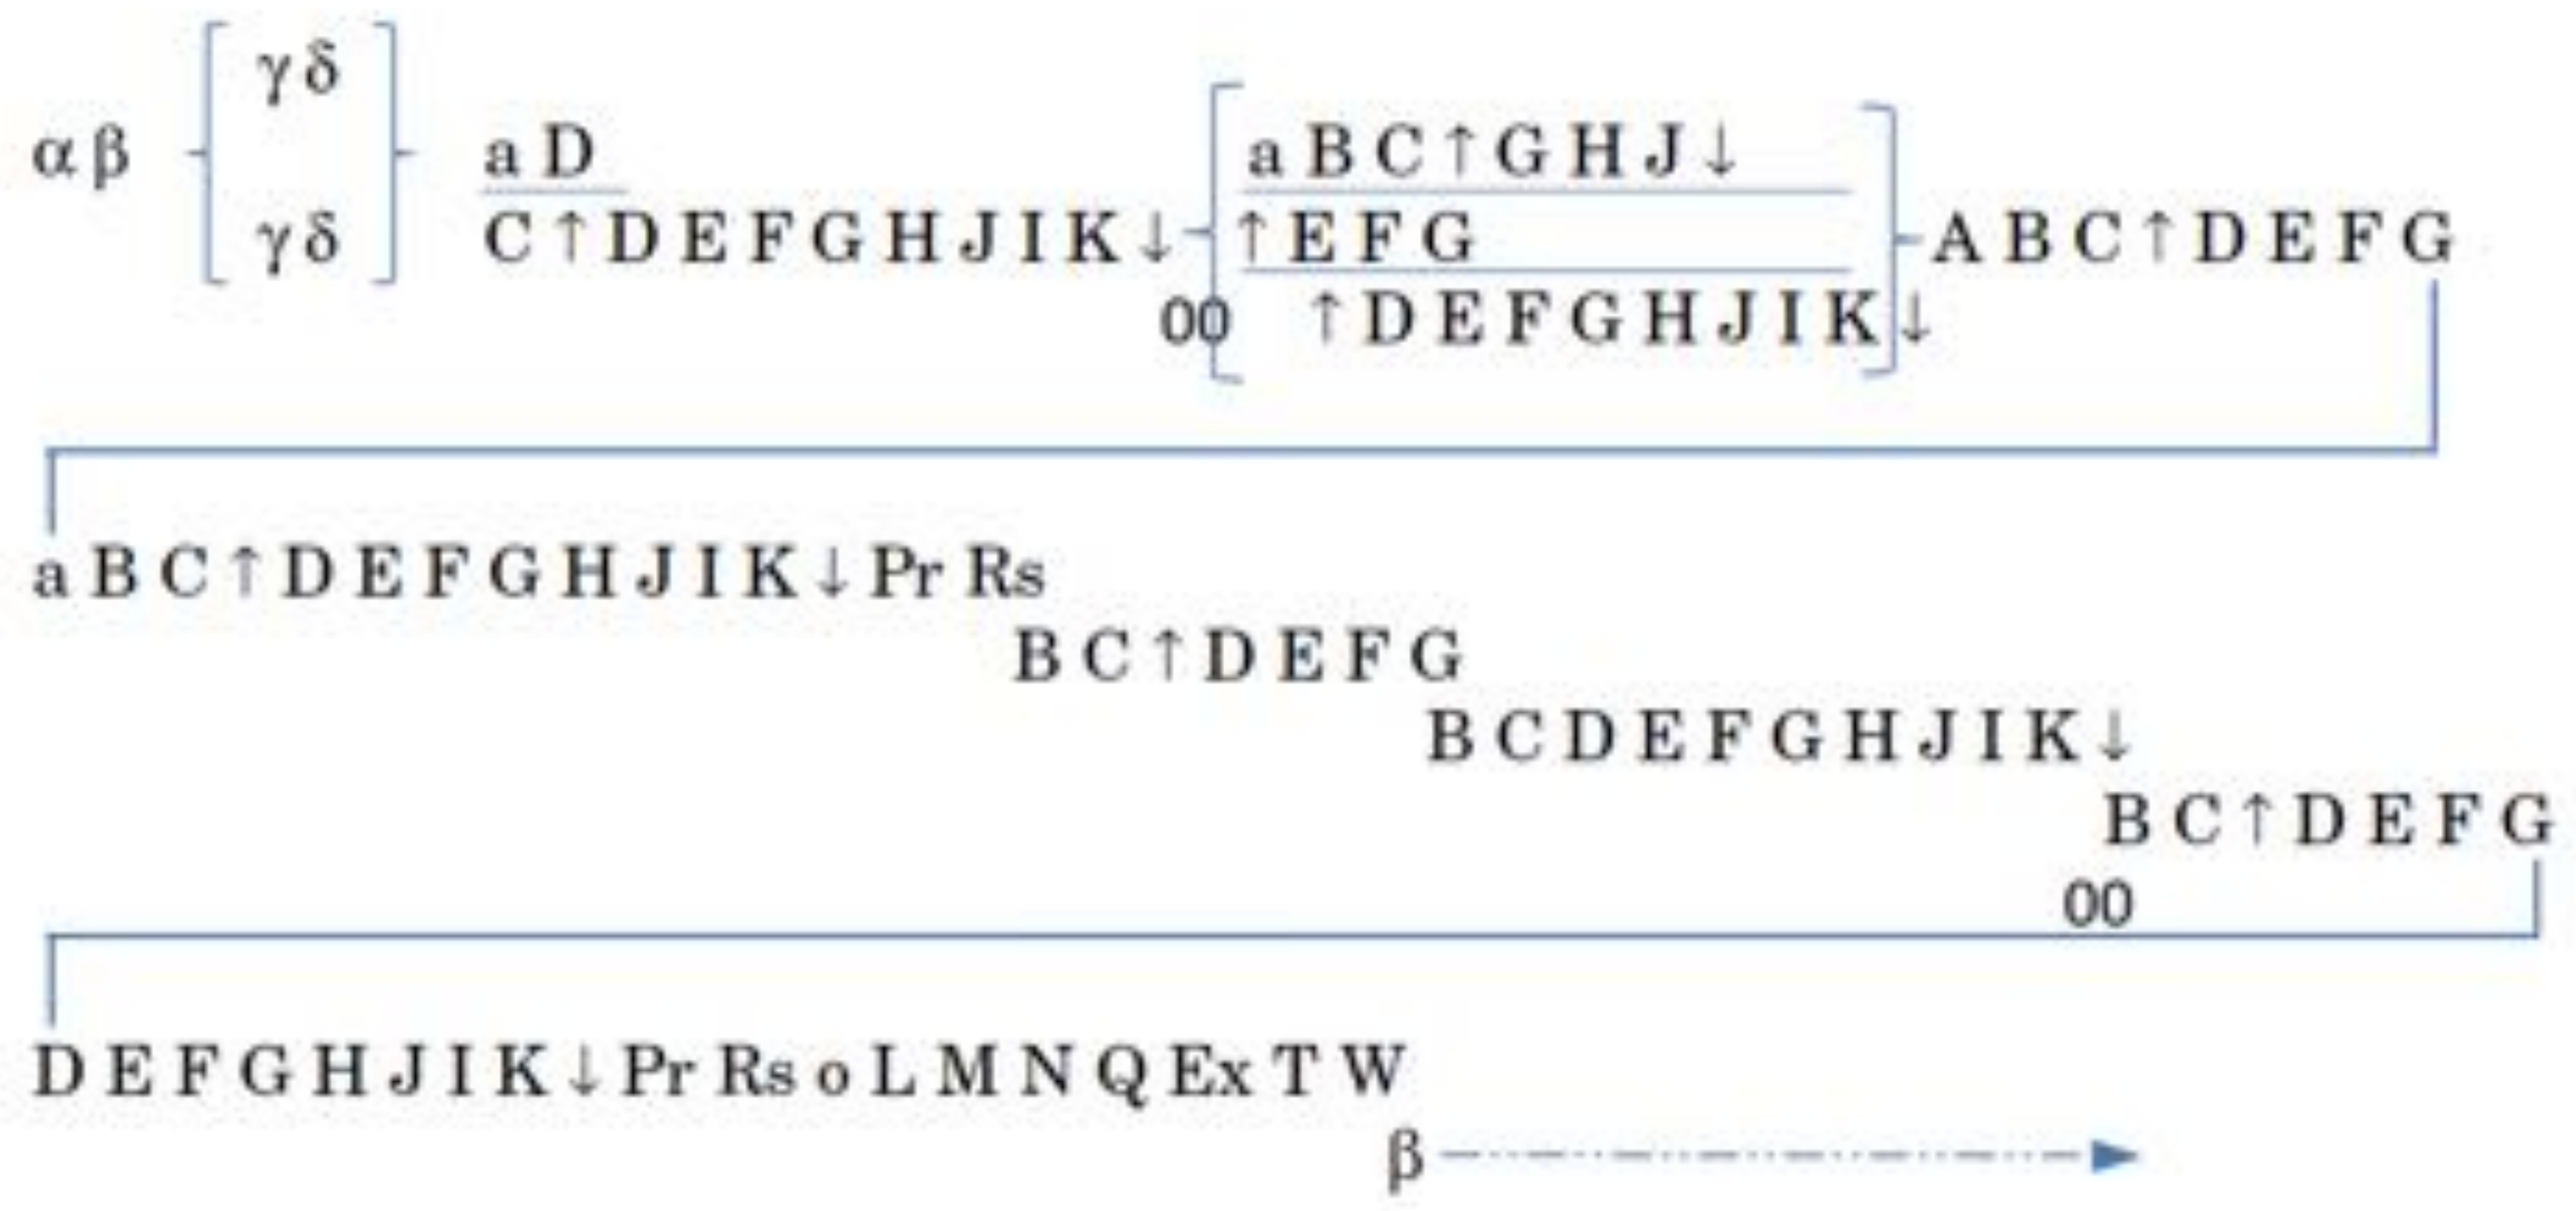 γ δ
α β
γ δ
a D
C ↑ D E F G H J I K ↓
a B C ↑ G H J ↓
↑ E F G
00 ↑ D E F G H J I K ↓
A B C ↑ D E F G
a B C ↑ D E F G H J I K ↓ Pr Rs
B C ↑ D E F G
B C D E F G H J I K ↓
B C ↑ D E F G
00
D E F G H J I K ↓ Pr Rs o L M N Q Ex T W
β